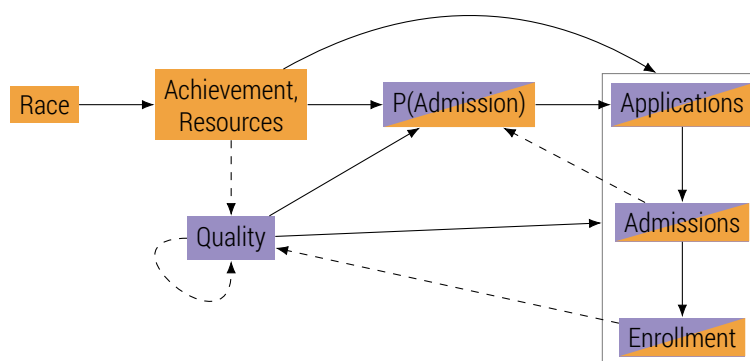 Race
Achievement,
Resources
P(Admission)
Applications
Quality
Admissions
Enrollment